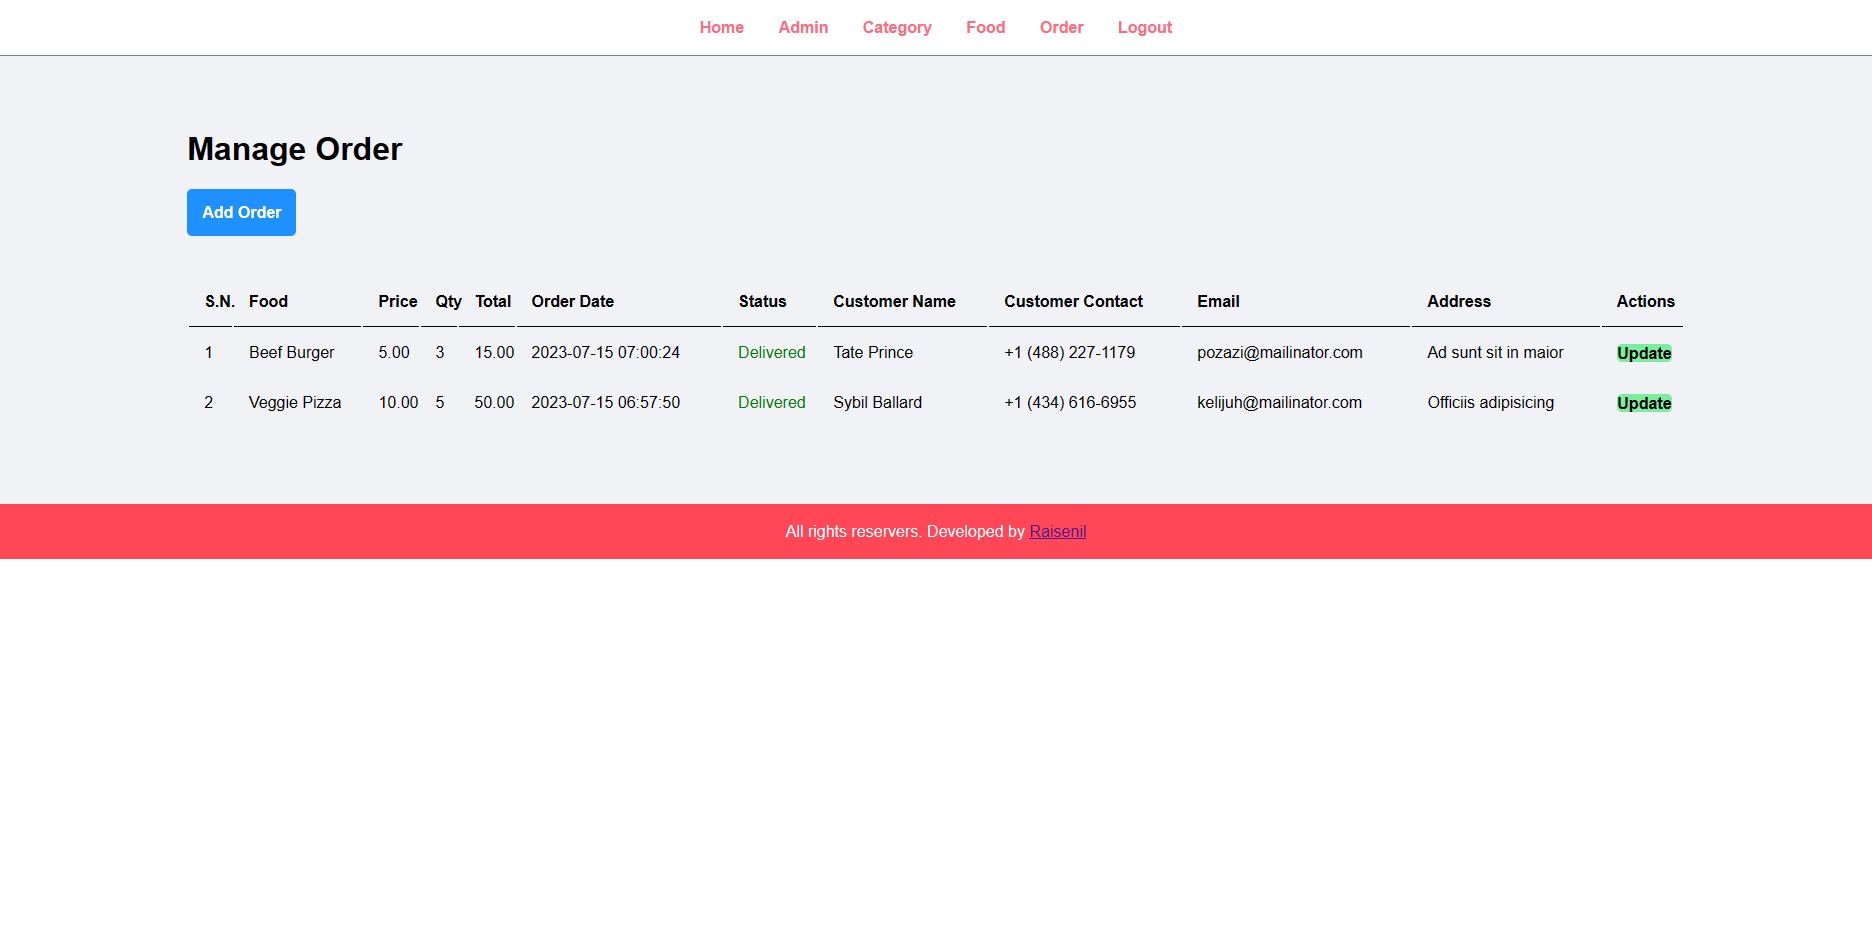 Home Admin Category Food Order Logout
Manage Order
Add Order
S.N. Food Price Qty Total Order Date Status Customer Name Customer Contact Email Address Actions
1 Beef Burger 5.00 3 15.00 2023-07-15 07:00:24 Delivered Tate Prince +1 (488) 227-1179 pozazi@mailinator.com Ad sunt sit in maior Update
2 Veggie Pizza 10.00 5 50.00 2023-07-15 06:57:50 Delivered Sybil Ballard +1 (434) 616-6955 kelijuh@mailinator.com Officiis adipisicing Update
All rights reservers. Developed by Raisenil